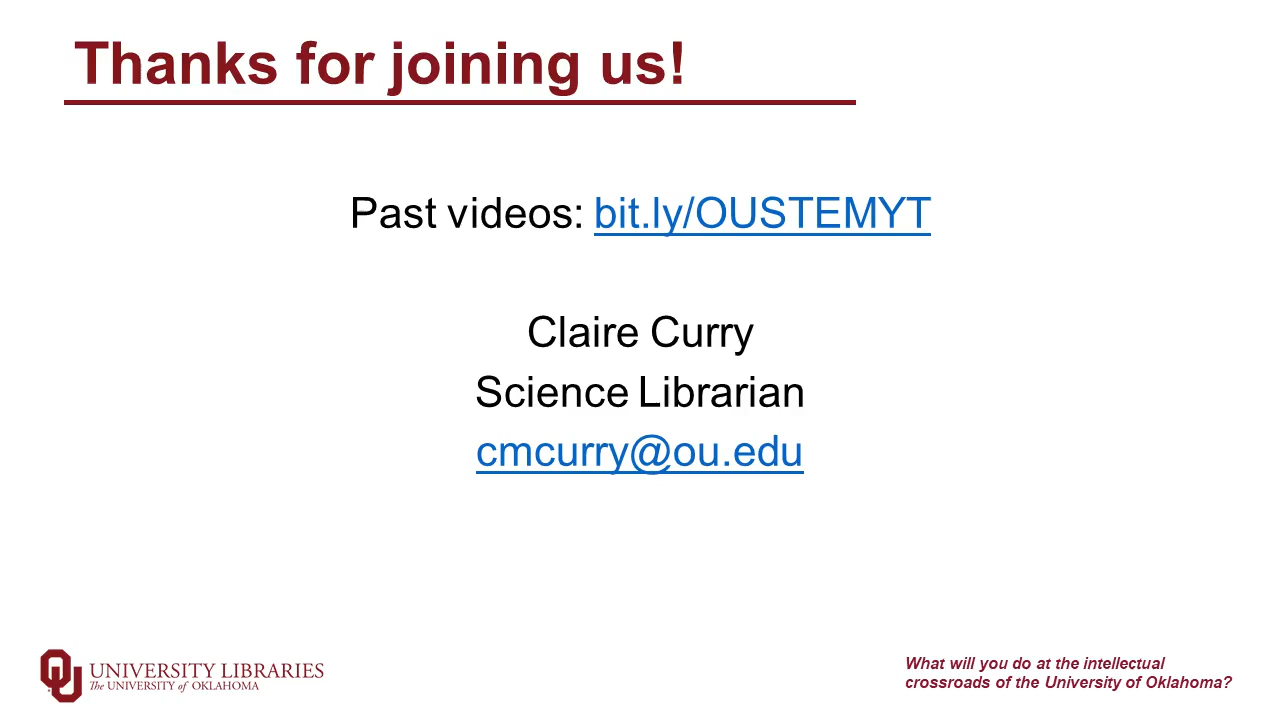 Thanks for joining us!
Past videos: bit.ly/OUSTEMYT
Claire Curry
Science Librarian
cmcurry@ou.edu
OU
UNIVERSITY LIBRARIES
The UNIVERSITY of OKLAHOMA
What will you do at the intellectual
crossroads of the University of Oklahoma?